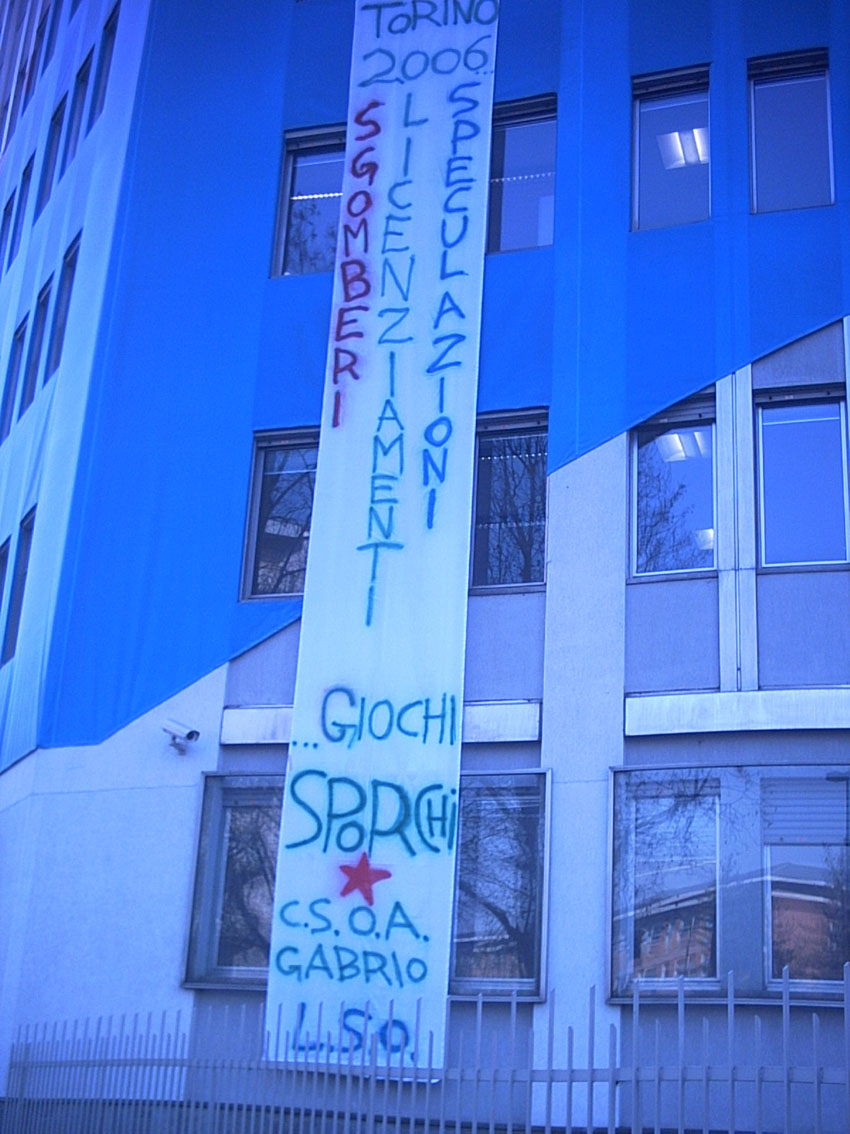 TORINO
2006...
SGOMBERI
LICENZIAMENTI
SPECULAZIONI
...GIOCHI
SPORCHi
C.S.O.A.
GABRIO
L.S.O.